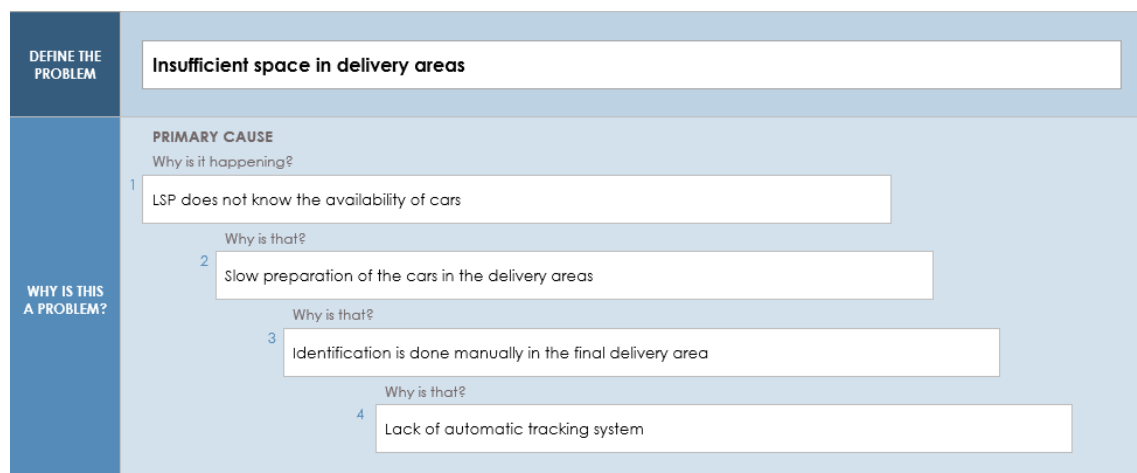 DEFINE THE
PROBLEM
Insufficient space in delivery areas
PRIMARY CAUSE
Why is it happening?
1
LSP does not know the availability of cars
Why is that?
2
Slow preparation of the cars in the delivery areas
WHY IS THIS
A PROBLEM?
Why is that?
3
Identification is done manually in the final delivery area
Why is that?
4
Lack of automatic tracking system